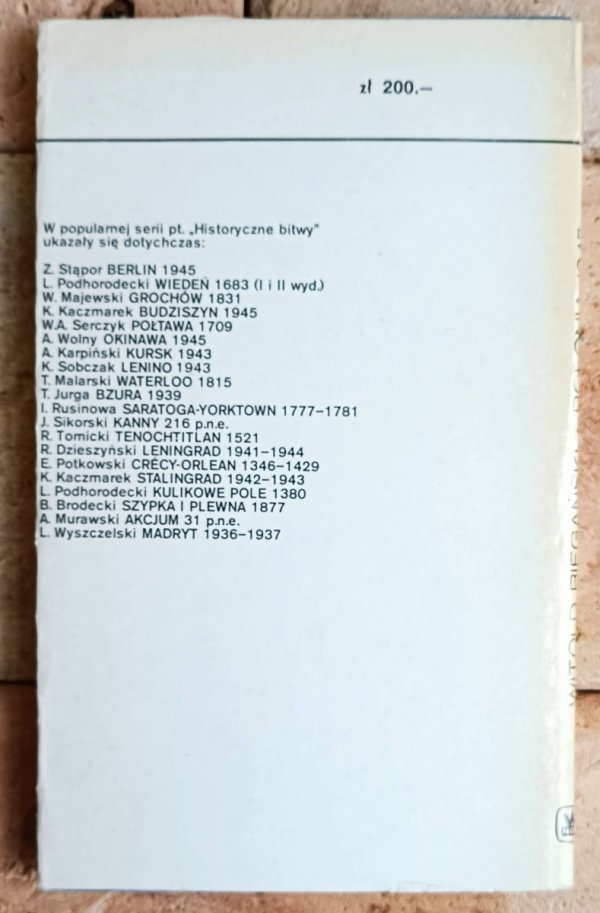 zł 200.—
W popularnej serii pt. „Historyczne bitwy"
ukazały się dotychczas:
Z. Stąpor BERLIN 1945
L. Podhorodecki WIEDEŃ 1683 (I i II wyd.)
W. Majewski GROCHÓW 1831
K. Kaczmarek BUDZISZYN 1945
W.A. Serczyk POŁTAWA 1709
A. Wolny OKINAWA 1945
A. Karpiński KURSK 1943
K. Sobczak LENINO 1943
T. Malarski WATERLOO 1815
T. Jurga BZURA 1939
I. Rusinowa SARATOGA-YORKTOWN 1777–1781
J. Sikorski KANNY 216 p.n.e.
R. Tomicki TENOCHTITLAN 1521
R. Dzieszyński LENINGRAD 1941–1944
E. Potkowski CRÉCY-ORLEAN 1346–1429
K. Kaczmarek STALINGRAD 1942–1943
L. Podhorodecki KULIKOWE POLE 1380
B. Brodecki SZYPKA I PLEWNA 1877
A. Murawski AKCJUM 31 p.n.e.
L. Wyszczelski MADRYT 1936–1937
WITOLD BIEGAŃSKI